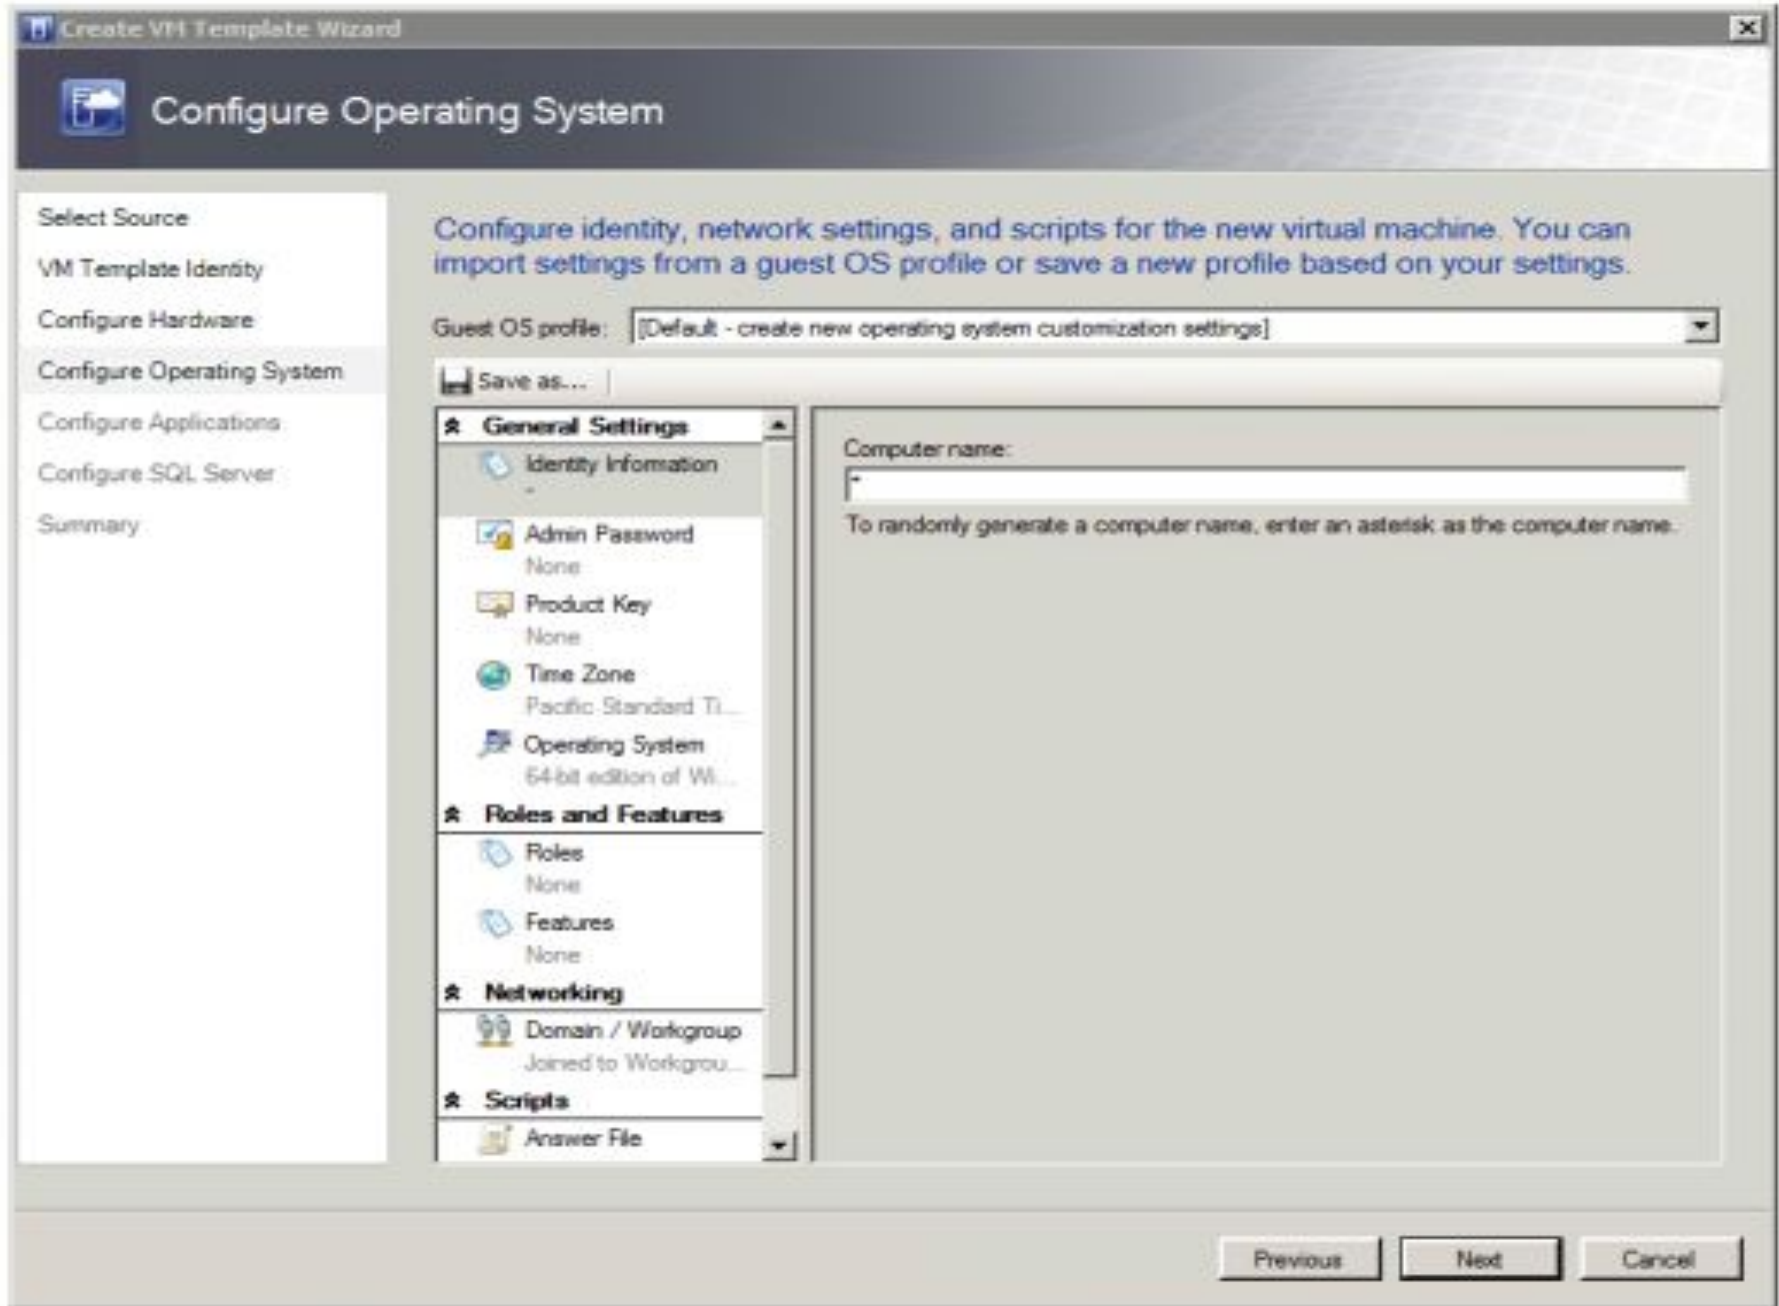 Create VM Template Wizard
Configure Operating System
Select Source
VM Template Identity
Configure Hardware
Configure Operating System
Configure Applications
Configure SQL Server
Summary
Configure identity, network settings, and scripts for the new virtual machine. You can
import settings from a guest OS profile or save a new profile based on your settings.
Guest OS profile: [Default - create new operating system customization settings]
Save as...
General Settings
Identity Information
*
Admin Password
None
Product Key
None
Time Zone
Pacific Standard Ti...
Operating System
64-bit edition of Wi...
Roles and Features
Roles
None
Features
None
Networking
Domain / Workgroup
Joined to Workgrou...
Scripts
Answer File
Computer name:
*
To randomly generate a computer name, enter an asterisk as the computer name.
Previous
Next
Cancel